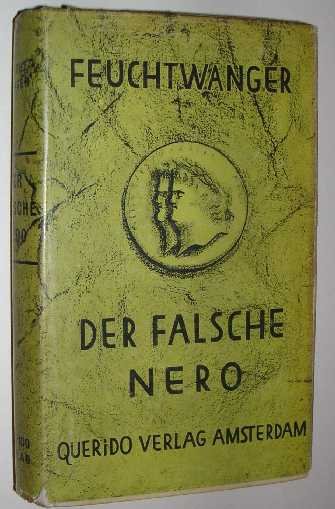 FEUCHTWANGER
DER FALSCHE
NERO
QUERiDO VERLAG AMSTERDAM